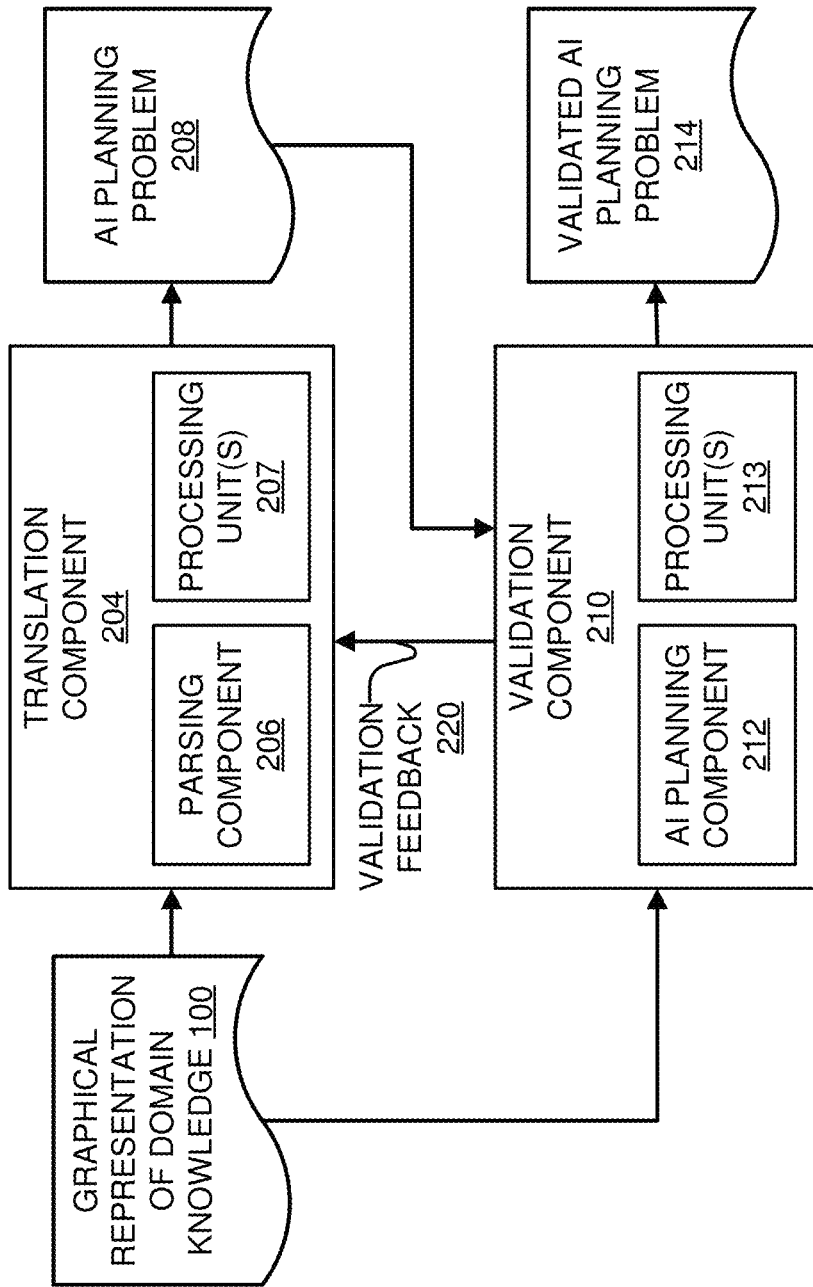 GRAPHICAL
REPRESENTATION
OF DOMAIN
KNOWLEDGE 100
TRANSLATION
COMPONENT
204
PARSING
COMPONENT
206
PROCESSING
UNIT(S)
207
AI PLANNING
PROBLEM
208
VALIDATION
FEEDBACK
220
VALIDATION
COMPONENT
210
AI PLANNING
COMPONENT
212
PROCESSING
UNIT(S)
213
VALIDATED AI
PLANNING
PROBLEM
214